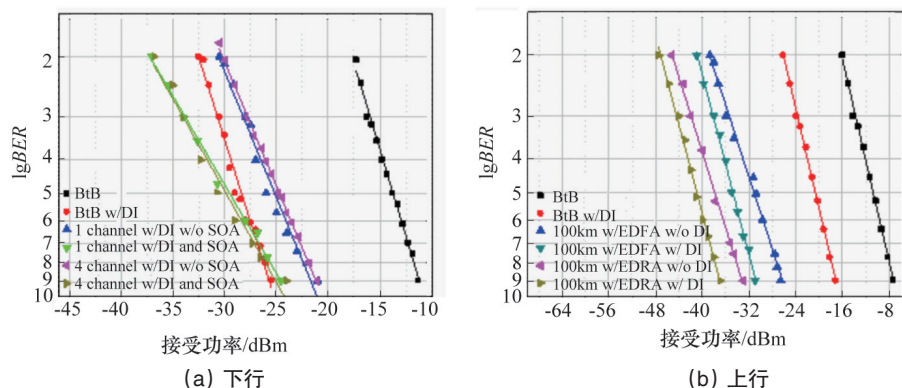 lgBER
2
3
4
5
6
7
8
9
10
BtB
BtB w/DI
1 channel w/DI w/o SOA
1 channel w/DI and SOA
4 channel w/DI w/o SOA
4 channel w/DI and SOA
-45 -40 -35 -30 -25 -20 -15 -10
接受功率/dBm
(a) 下行
lgBER
2
3
4
5
6
7
8
9
10
BtB
BtB w/DI
100km w/EDFA w/o DI
100km w/EDFA w/ DI
100km w/EDRA w/o DI
100km w/EDRA w/ DI
-64 -56 -48 -40 -32 -24 -16 -8
接受功率/dBm
(b) 上行